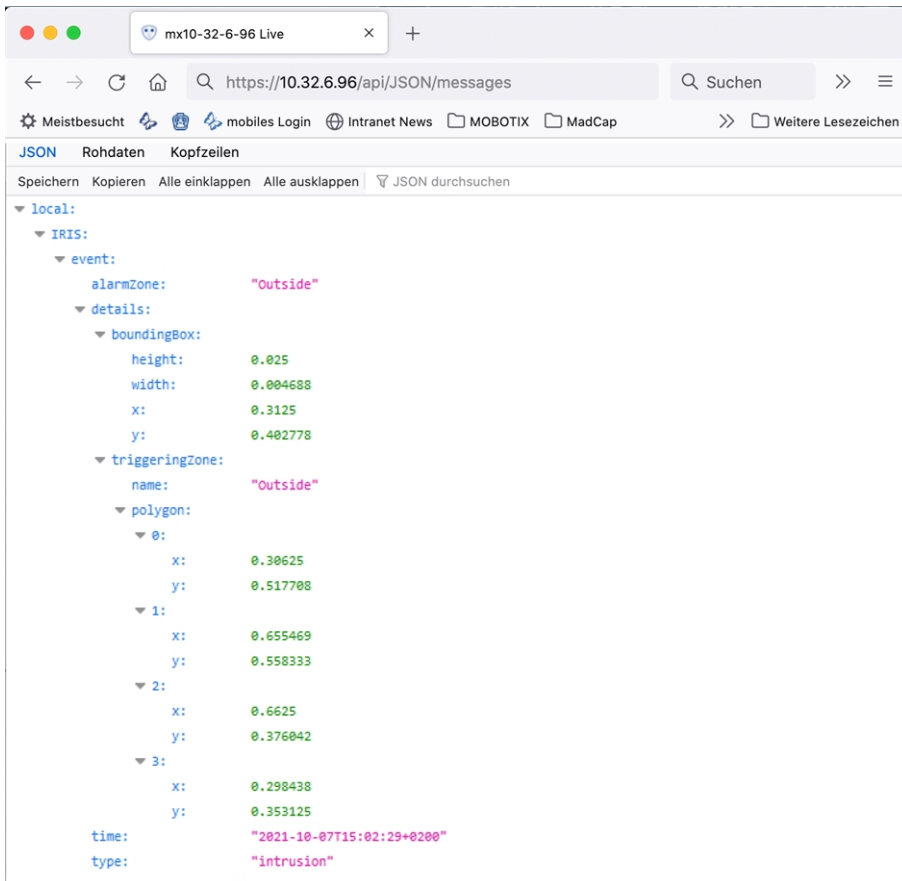 mx10-32-6-96 Live
https://10.32.6.96/api/JSON/messages Suchen
Meistbesucht mobiles Login Intranet News MOBOTIX MadCap Weitere Lesezeichen
JSON Rohdaten Kopfzeilen
Speichern Kopieren Alle einklappen Alle ausklappen JSON durchsuchen
local:
IRIS:
event:
alarmZone: "Outside"
details:
boundingBox:
height: 0.025
width: 0.004688
x: 0.3125
y: 0.402778
triggeringZone:
name: "Outside"
polygon:
0:
x: 0.30625
y: 0.517708
1:
x: 0.655469
y: 0.558333
2:
x: 0.6625
y: 0.376042
3:
x: 0.298438
y: 0.353125
time: "2021-10-07T15:02:29+0200"
type: "intrusion"